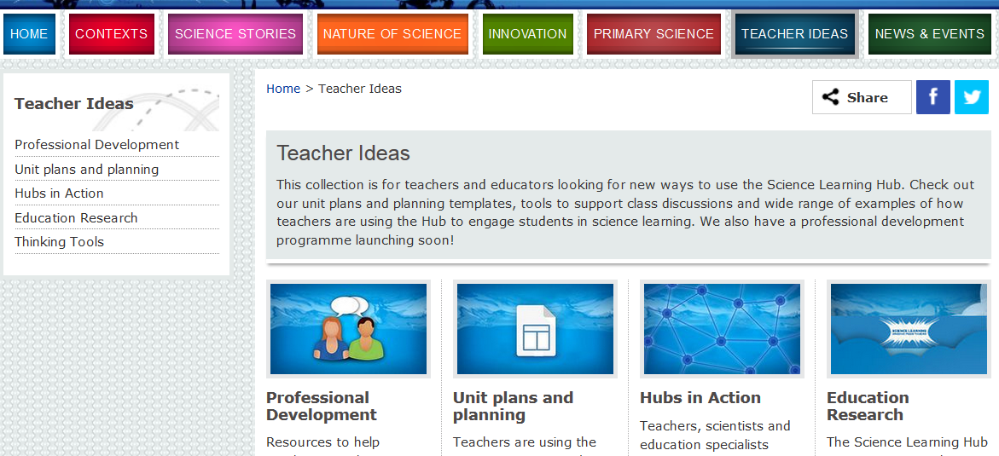 HOME CONTEXTS SCIENCE STORIES NATURE OF SCIENCE INNOVATION PRIMARY SCIENCE TEACHER IDEAS NEWS & EVENTS
Teacher Ideas
Professional Development
Unit plans and planning
Hubs in Action
Education Research
Thinking Tools
Home > Teacher Ideas
Share
Teacher Ideas
This collection is for teachers and educators looking for new ways to use the Science Learning Hub. Check out
our unit plans and planning templates, tools to support class discussions and wide range of examples of how
teachers are using the Hub to engage students in science learning. We also have a professional development
programme launching soon!
Professional
Development
Resources to help
Unit plans and
planning
Teachers are using the
Hubs in Action
Teachers, scientists and
education specialists
SCIENCE LEARNING
Education
Research
The Science Learning Hub